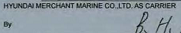 HYUNDAI MERCHANT MARINE CO.,LTD. AS CARRIER
By